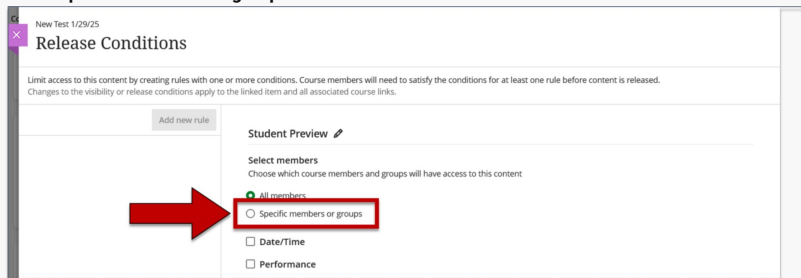 New Test 1/29/25
Release Conditions
Limit access to this content by creating rules with one or more conditions. Course members will need to satisfy the conditions for at least one rule before content is released.
Changes to the visibility or release conditions apply to the linked item and all associated course links.
Add new rule
Student Preview
Select members
Choose which course members and groups will have access to this content
All members
Specific members or groups
Date/Time
Performance